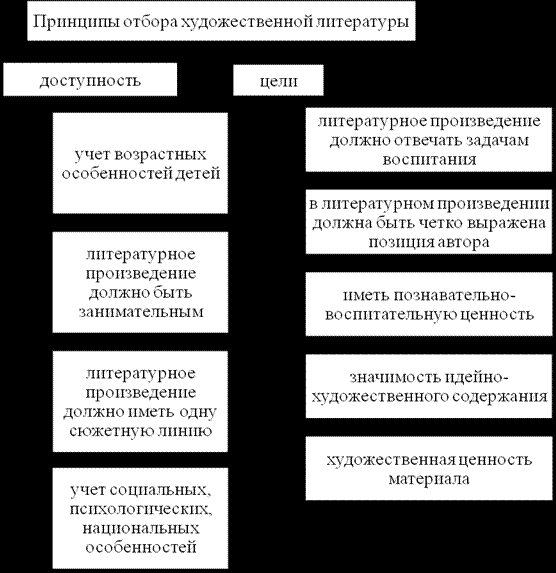 Принципы отбора художественной литературы
доступность
цели
учет возрастных
особенностей детей
литературное
произведение
должно быть
занимательным
литературное
произведение
должно иметь одну
сюжетную линию
учет социальных,
психологических,
национальных
особенностей
литературное произведение
должно отвечать задачам
воспитания
в литературном произведении
должна быть четко выражена
позиция автора
иметь познавательно-
воспитательную ценность
значимость идейно-
художественного содержания
художественная ценность
материала